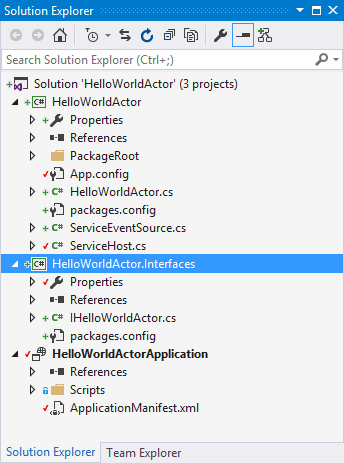 Solution Explorer
Search Solution Explorer (Ctrl+;)
Solution 'HelloWorldActor' (3 projects)
C# HelloWorldActor
Properties
References
PackageRoot
App.config
C# HelloWorldActor.cs
packages.config
C# ServiceEventSource.cs
C# ServiceHost.cs
C# HelloWorldActor.Interfaces
Properties
References
C# IHelloWorldActor.cs
packages.config
HelloWorldActorApplication
References
Scripts
ApplicationManifest.xml
Solution Explorer Team Explorer